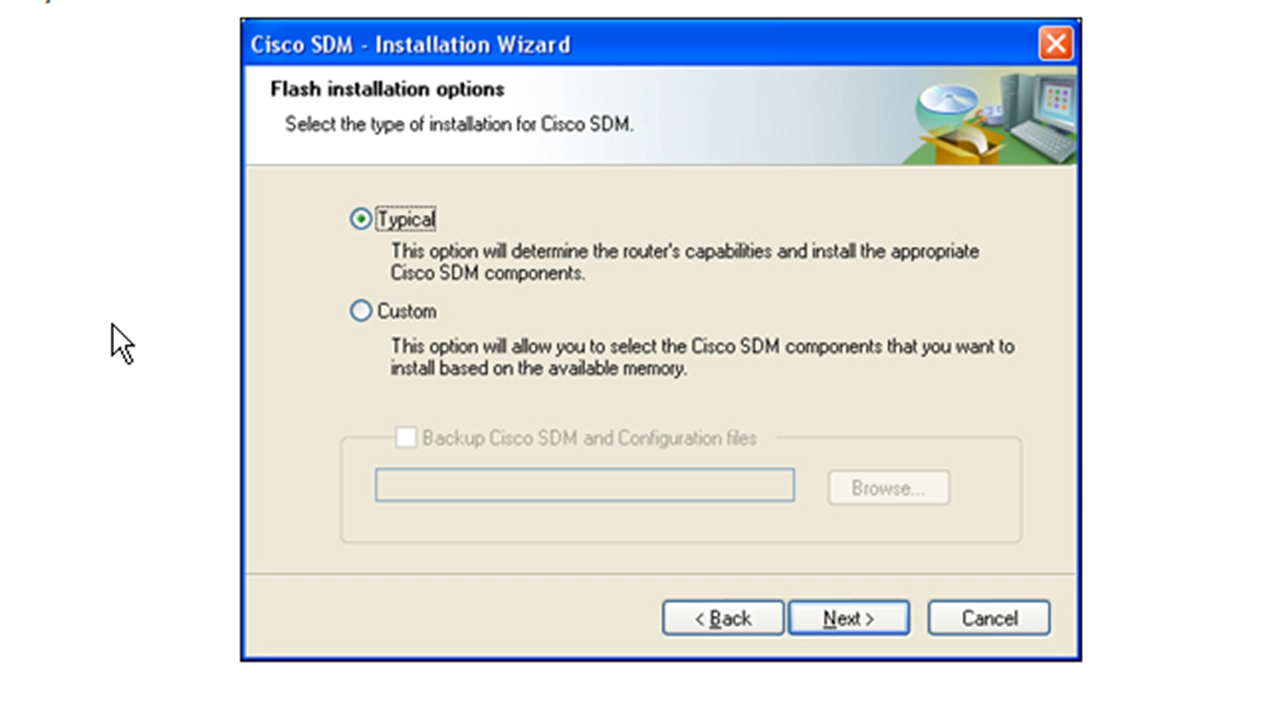 Cisco SDM - Installation Wizard
Flash installation options
Select the type of installation for Cisco SDM.
Typical
This option will determine the router's capabilities and install the appropriate
Cisco SDM components.
Custom
This option will allow you to select the Cisco SDM components that you want to
install based on the available memory.
Backup Cisco SDM and Configuration files
Browse...
< Back
Next >
Cancel